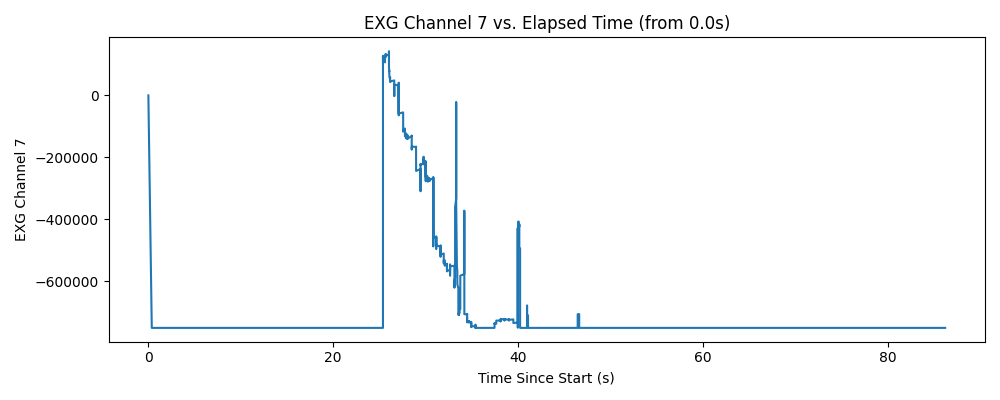 EXG Channel 7 vs. Elapsed Time (from 0.0s)
EXG Channel 7
0
−200000
−400000
−600000
0 20 40 60 80
Time Since Start (s)